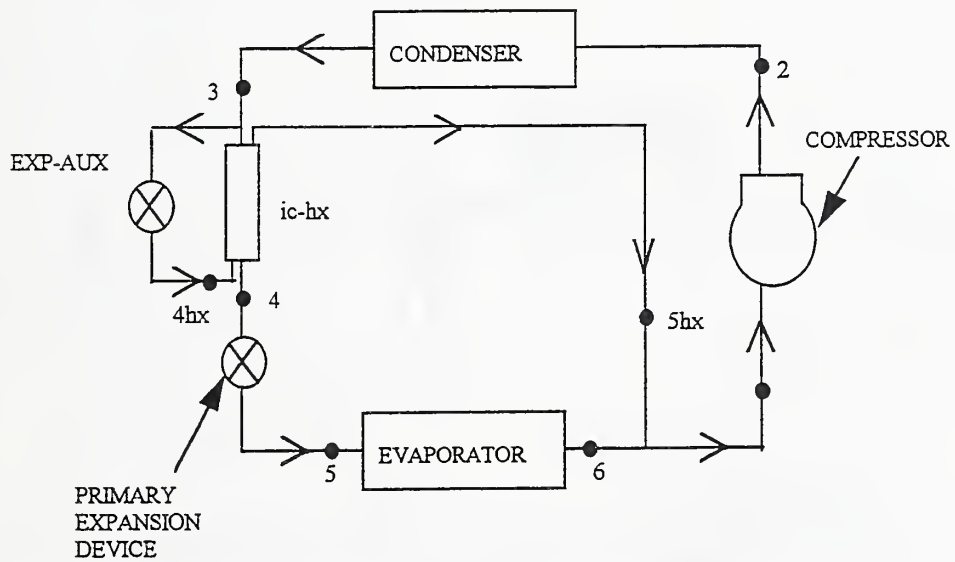 CONDENSER
2
3
COMPRESSOR
EXP-AUX
ic-hx
4hx
4
5hx
EVAPORATOR
5
6
PRIMARY
EXPANSION
DEVICE